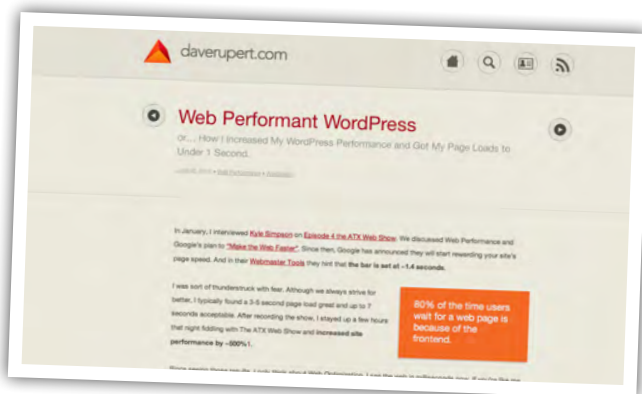 daverupert.com
Web Performant WordPress
or... How I Increased My WordPress Performance and Got My Page Loads to
Under 1 Second.
In January, I interviewed Kyle Simpson on Episode 4 the ATX Web Show. We discussed Web Performance and
Google's plan to "Make the Web Faster". Since then, Google has announced they will start rewarding your site's
page speed. And in their Webmaster Tools they hint that the bar is set at ~1.4 seconds.
I was sort of thunderstruck with fear. Although we always strive for
better, I typically found a 3-5 second page load great and up to 7
seconds acceptable. After recording the show, I stayed up a few hours
that night fiddling with The ATX Web Show and increased site
performance by ~500%!.
80% of the time users
wait for a web page is
because of the
frontend.